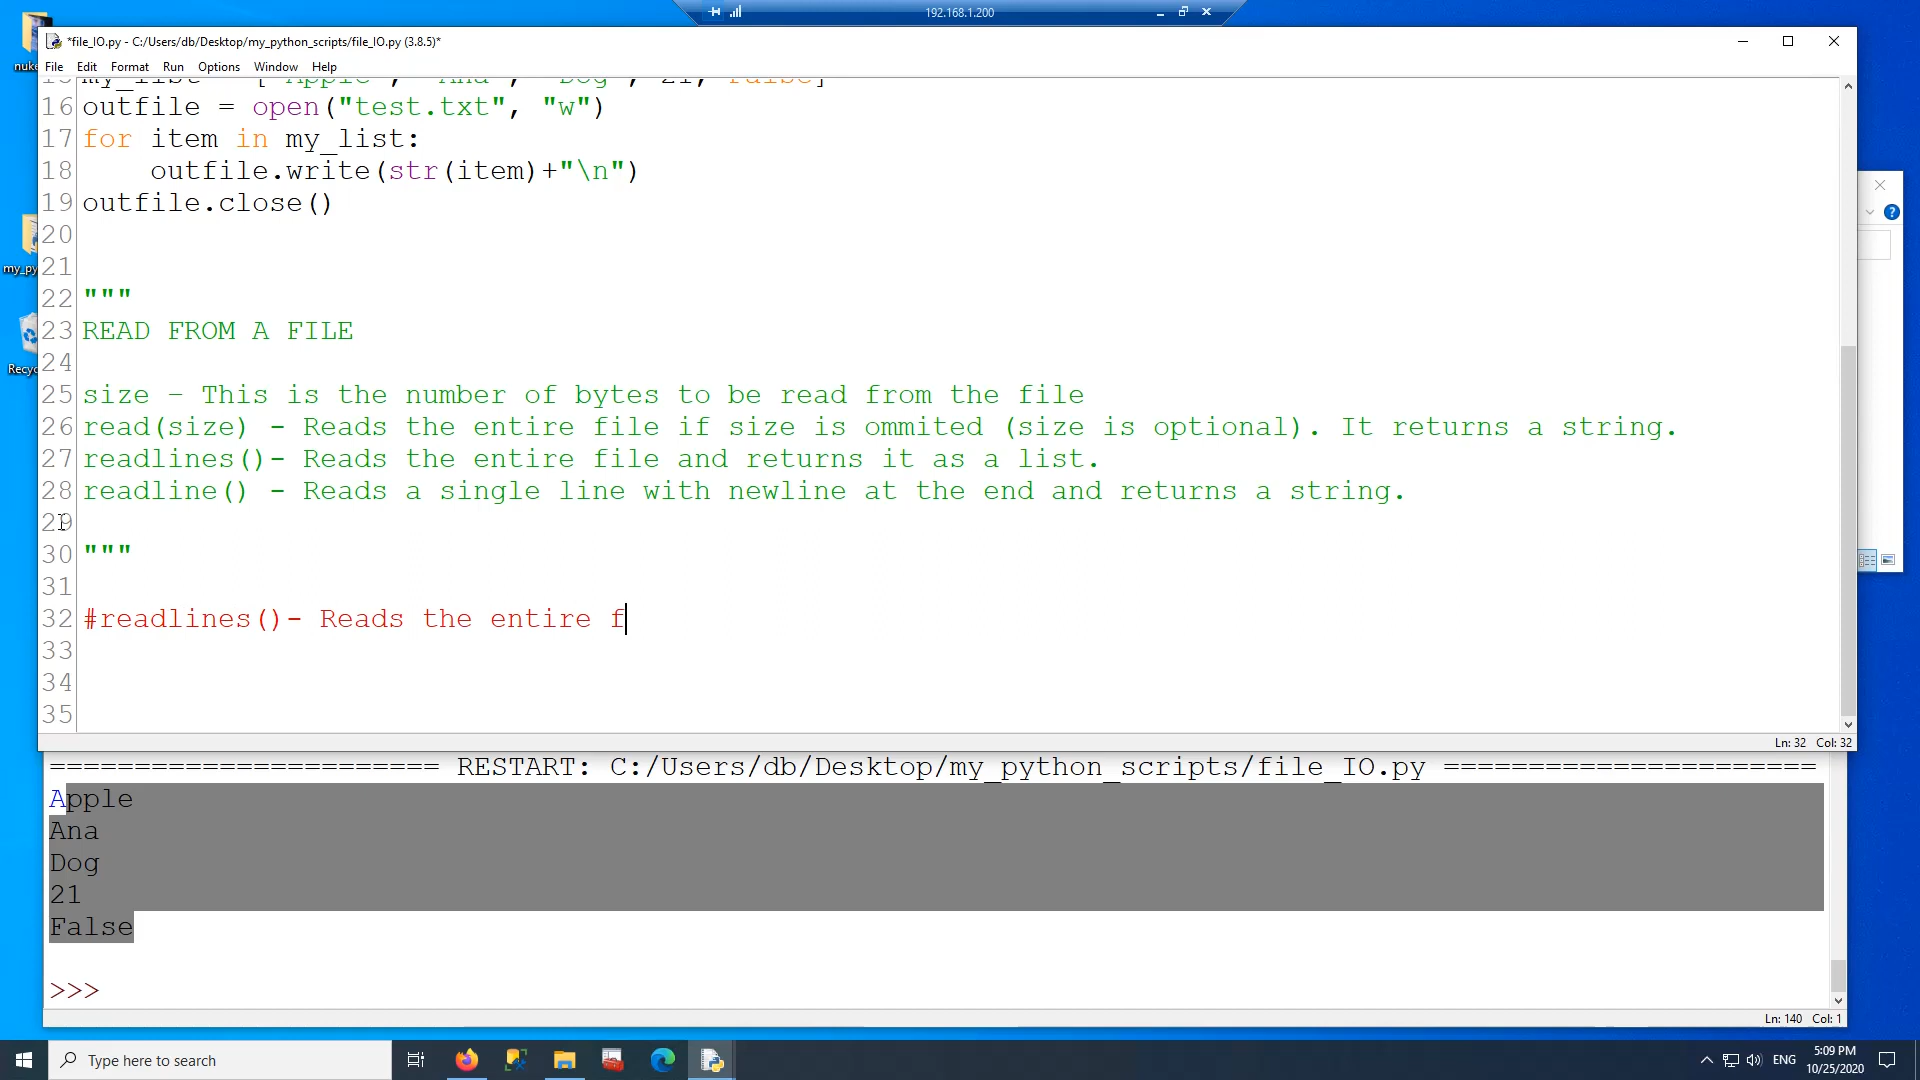 192.168.1.200
*file_IO.py - C:/Users/db/Desktop/my_python_scripts/file_IO.py (3.8.5)*
File Edit Format Run Options Window Help
15 my_list = ["Apple", "Ana", "Dog", 21, False]
16 outfile = open("test.txt", "w")
17 for item in my_list:
18     outfile.write(str(item)+"\n")
19 outfile.close()
20
21
22 """
23 READ FROM A FILE
24
25 size – This is the number of bytes to be read from the file
26 read(size) - Reads the entire file if size is ommited (size is optional). It returns a string.
27 readlines()- Reads the entire file and returns it as a list.
28 readline() - Reads a single line with newline at the end and returns a string.
29
30 """
31
32 #readlines()- Reads the entire f
33
34
35
Ln: 32 Col: 32
======================= RESTART: C:/Users/db/Desktop/my_python_scripts/file_IO.py ======================
Apple
Ana
Dog
21
False
>>>
Ln: 140 Col: 1
Type here to search
ENG
5:09 PM
10/25/2020